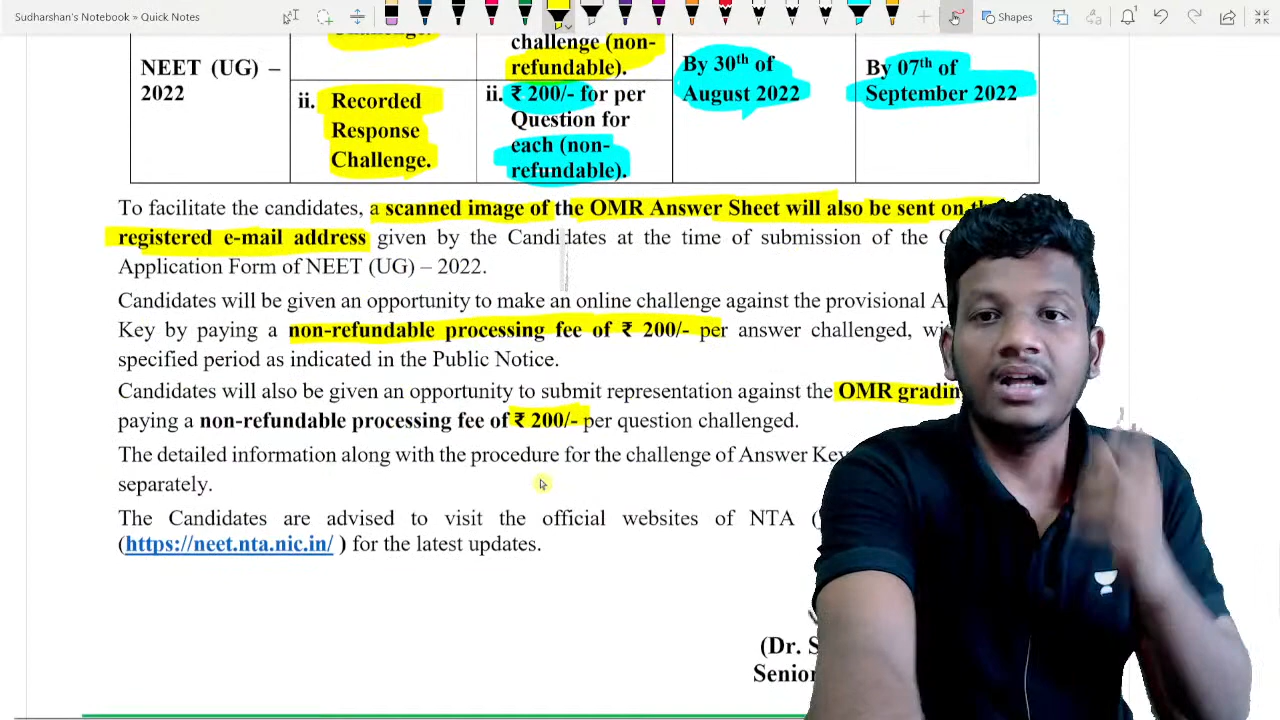 Sudharshan's Notebook » Quick Notes
Shapes
challenge (non-
refundable).
NEET (UG) –
2022
ii. Recorded
Response
Challenge.
ii. ₹ 200/- for per
Question for
each (non-
refundable).
By 30th of
August 2022
By 07th of
September 2022
To facilitate the candidates, a scanned image of the OMR Answer Sheet will also be sent on
registered e-mail address given by the Candidates at the time of submission of the
Application Form of NEET (UG) – 2022.
Candidates will be given an opportunity to make an online challenge against the provisional
Key by paying a non-refundable processing fee of ₹ 200/- per answer challenged,
specified period as indicated in the Public Notice.
Candidates will also be given an opportunity to submit representation against the OMR gradin
paying a non-refundable processing fee of ₹ 200/- per question challenged.
The detailed information along with the procedure for the challenge of Answer Key
separately.
The Candidates are advised to visit the official websites of NTA (
(https://neet.nta.nic.in/ ) for the latest updates.
(Dr. S
Senior